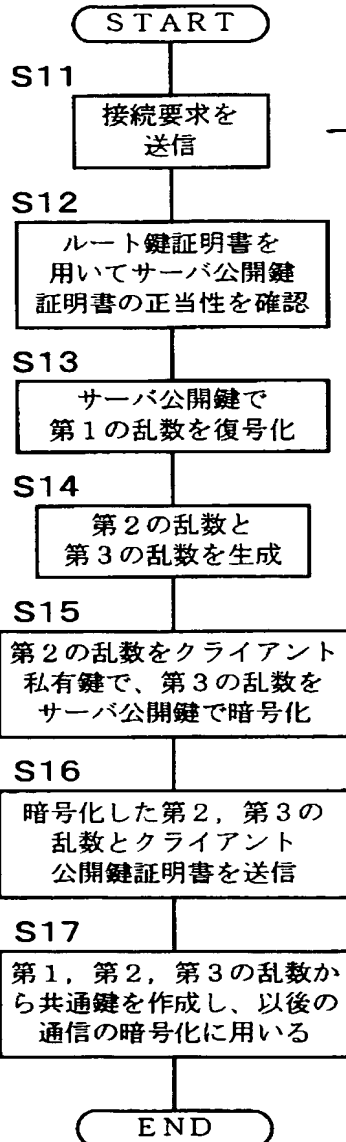 START
S11
接続要求を
送信
S12
ルート鍵証明書を
用いてサーバ公開鍵
証明書の正当性を確認
S13
サーバ公開鍵で
第1の乱数を復号化
S14
第2の乱数と
第3の乱数を生成
S15
第2の乱数をクライアント
私有鍵で、第3の乱数を
サーバ公開鍵で暗号化
S16
暗号化した第2，第3の
乱数とクライアント
公開鍵証明書を送信
S17
第1，第2，第3の乱数か
ら共通鍵を作成し、以後の
通信の暗号化に用いる
END